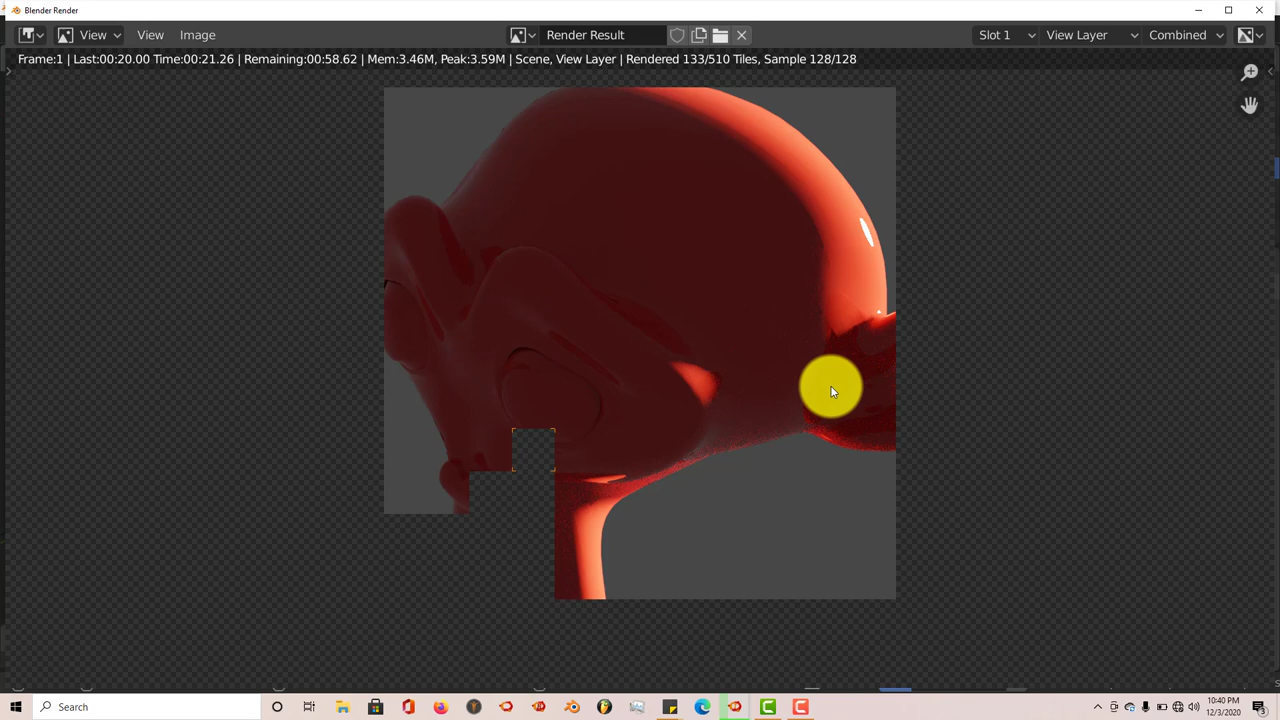 Blender Render
View View Image Render Result Slot 1 View Layer Combined
Frame:1 | Last:00:20.00 Time:00:21.26 | Remaining:00:58.62 | Mem:3.46M, Peak:3.59M | Scene, View Layer | Rendered 133/510 Tiles, Sample 128/128
Search
10:40 PM
12/3/2020